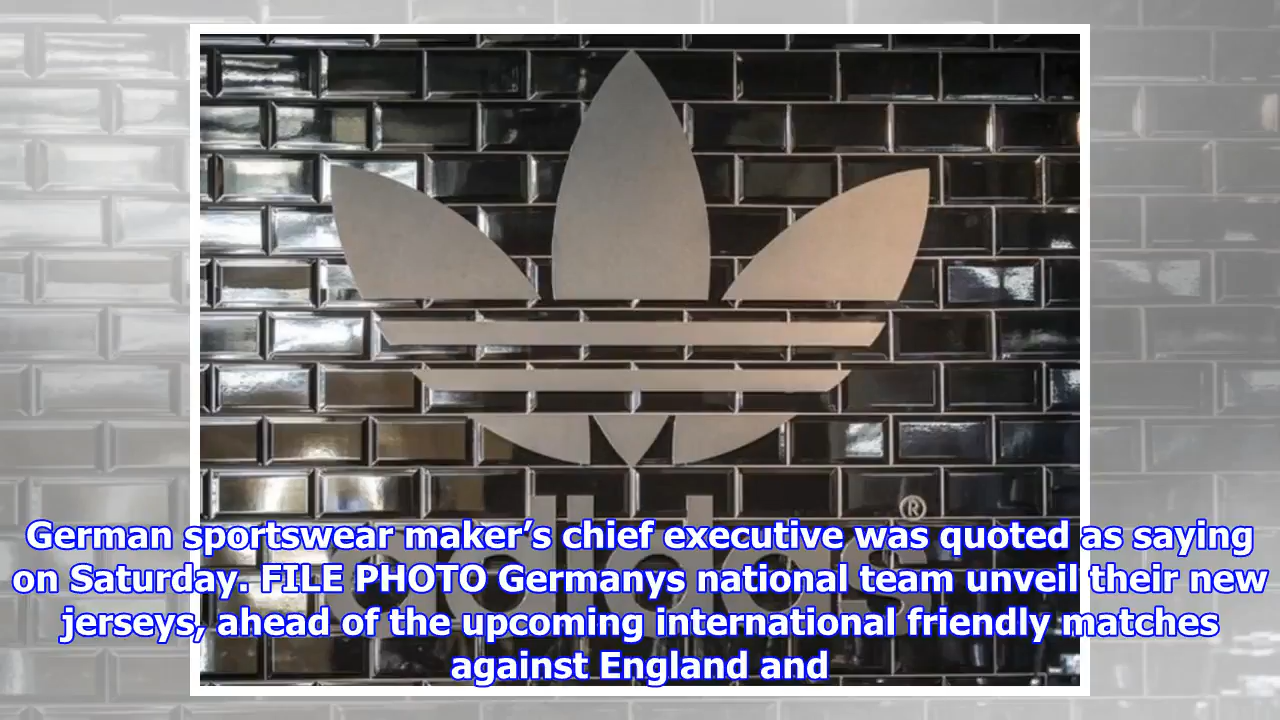 ®
adidas
German sportswear maker’s chief executive was quoted as saying
on Saturday. FILE PHOTO Germanys national team unveil their new
jerseys, ahead of the upcoming international friendly matches
against England and